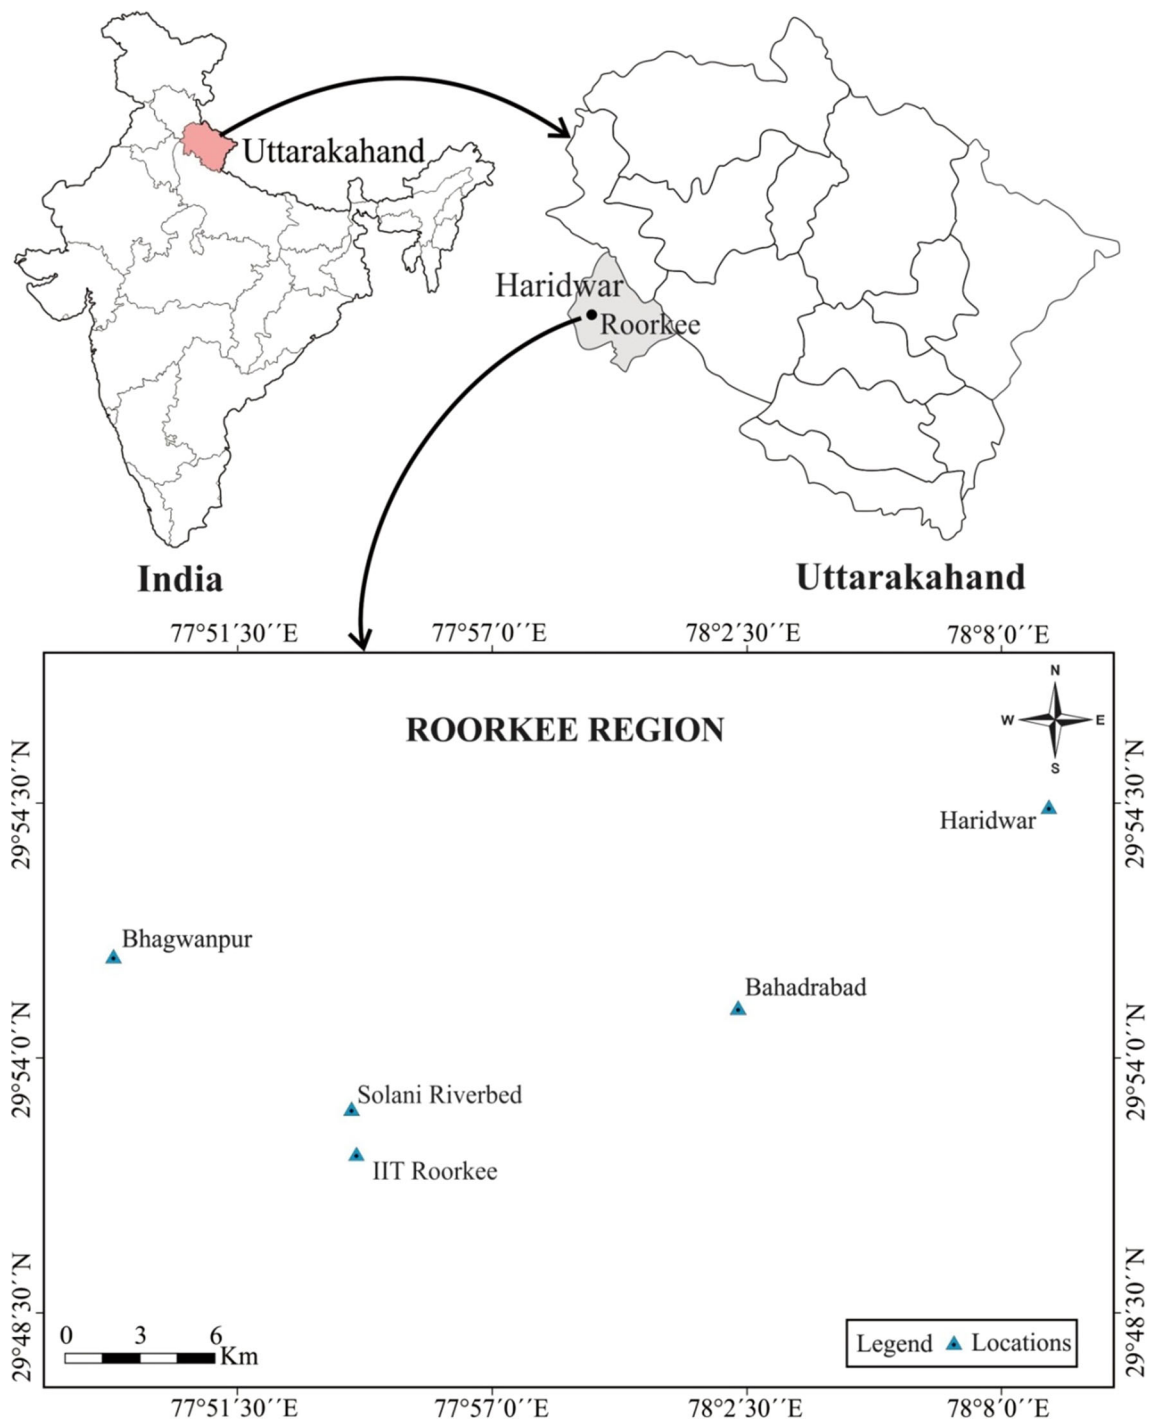 Uttarakahand
Haridwar
Roorkee
India
Uttarakahand
77°51´30´´E
77°57´0´´E
78°2´30´´E
78°8´0´´E
ROORKEE REGION
N
W
E
S
29°54´30´´N
29°54´30´´N
Haridwar
Bhagwanpur
Bahadrabad
29°54´0´´N
29°54´0´´N
Solani Riverbed
IIT Roorkee
29°48´30´´N
29°48´30´´N
0 3 6
Km
Legend Locations
77°51´30´´E
77°57´0´´E
78°2´30´´E
78°8´0´´E